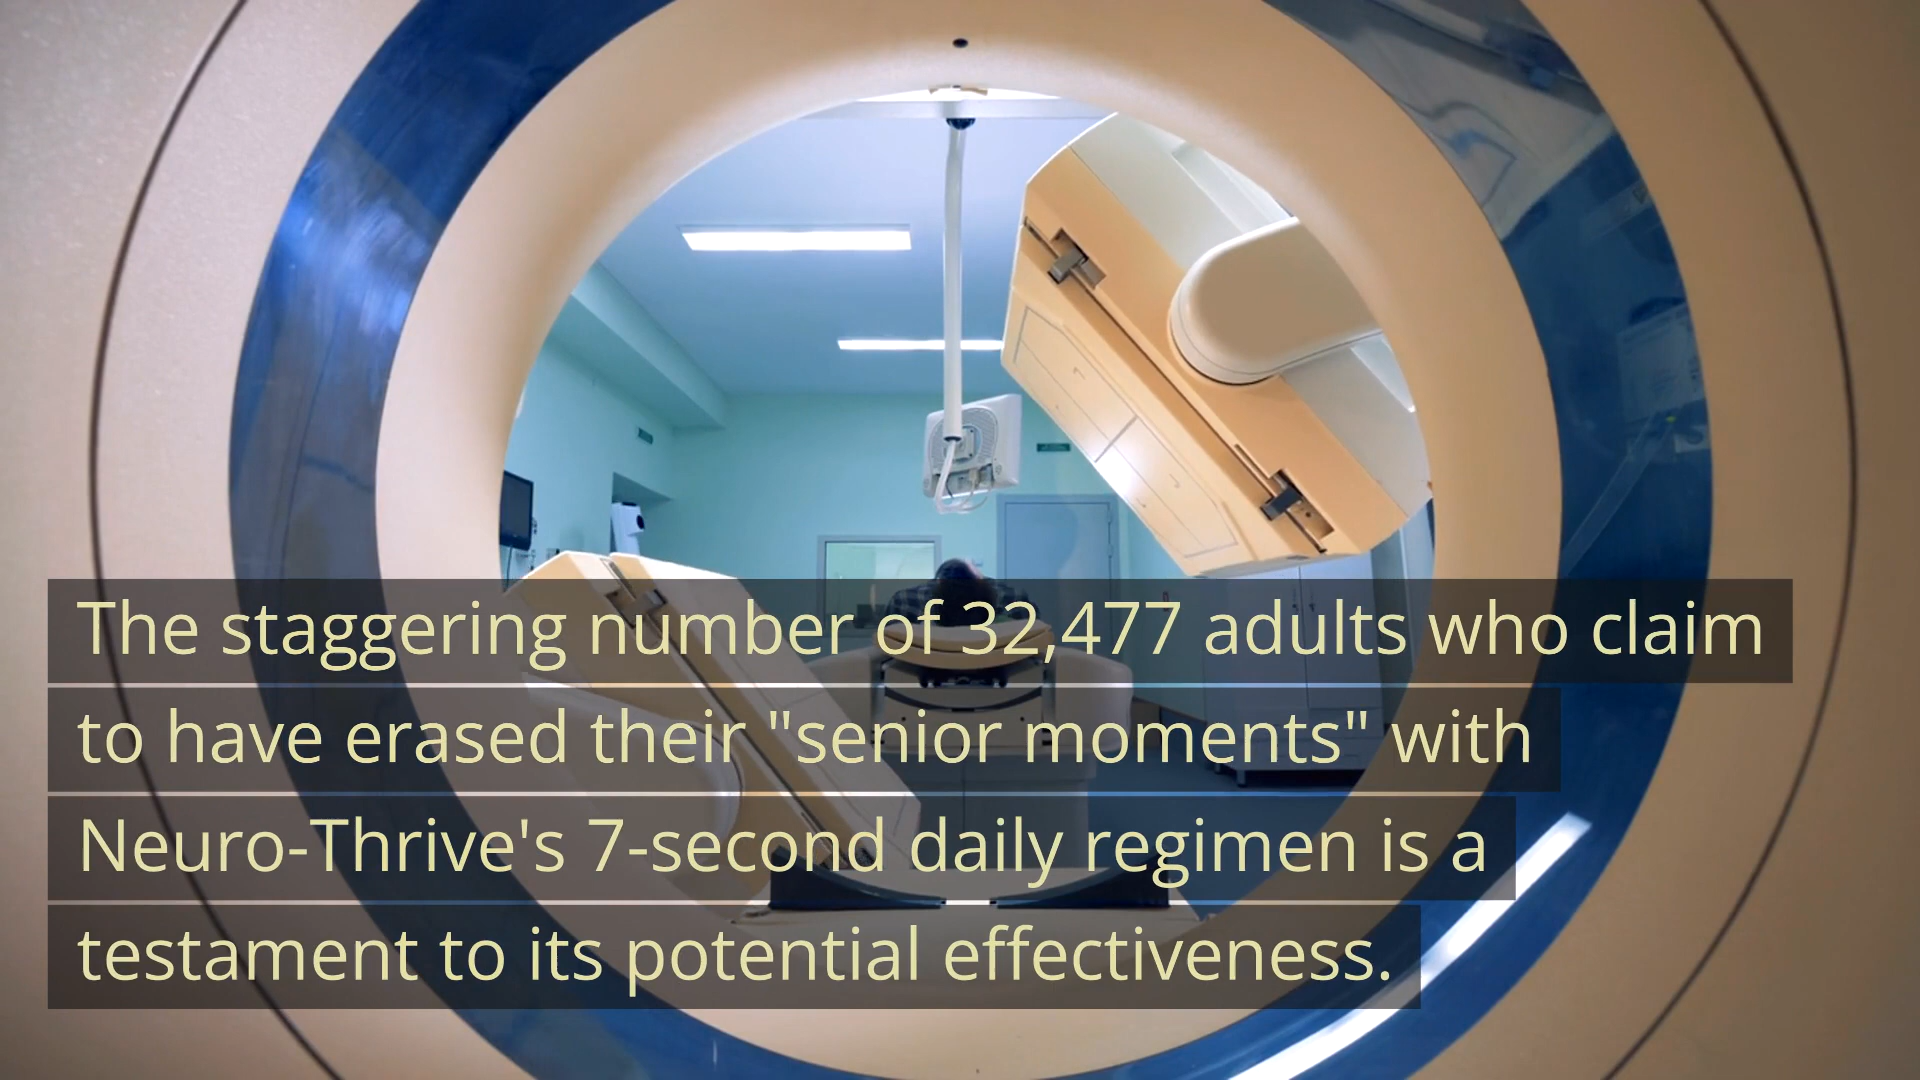 The staggering number of 32,477 adults who claim
to have erased their "senior moments" with
Neuro-Thrive's 7-second daily regimen is a
testament to its potential effectiveness.